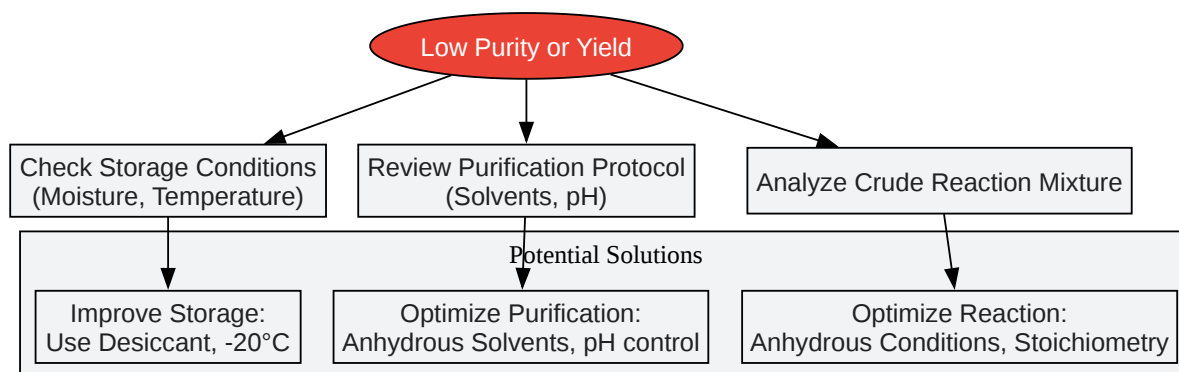 Low Purity or Yield
Check Storage Conditions
(Moisture, Temperature)
Review Purification Protocol
(Solvents, pH)
Analyze Crude Reaction Mixture
Potential Solutions
Improve Storage:
Use Desiccant, -20°C
Optimize Purification:
Anhydrous Solvents, pH control
Optimize Reaction:
Anhydrous Conditions, Stoichiometry